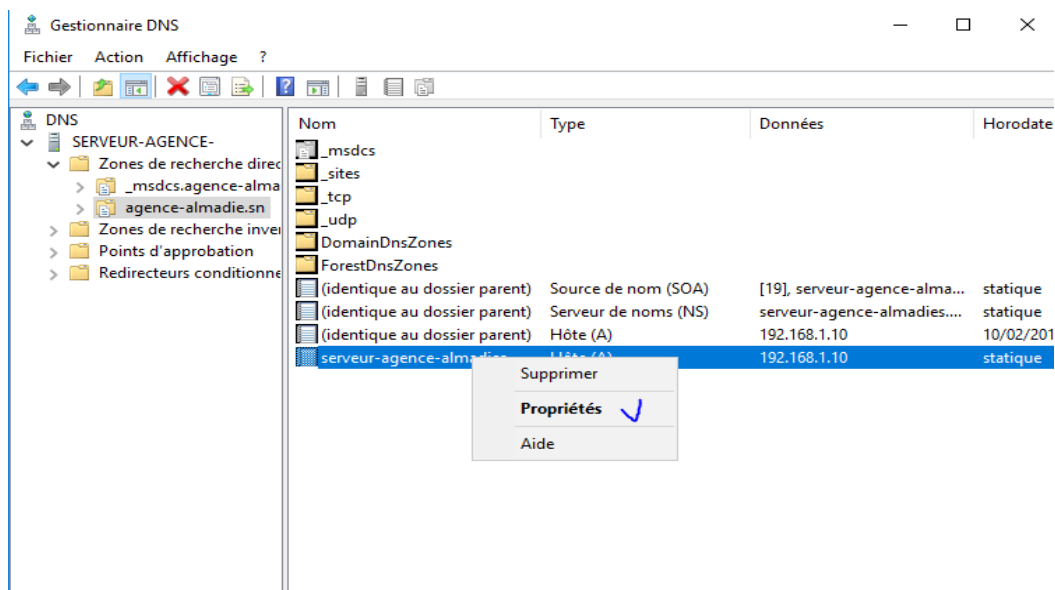 Gestionnaire DNS
Fichier Action Affichage ?
DNS
SERVEUR-AGENCE-
Zones de recherche direc
_msdcs.agence-alma
agence-almadie.sn
Zones de recherche inver
Points d'approbation
Redirecteurs conditionne
Nom Type Données Horodate
_msdcs
_sites
_tcp
_udp
DomainDnsZones
ForestDnsZones
(identique au dossier parent) Source de nom (SOA) [19], serveur-agence-alma... statique
(identique au dossier parent) Serveur de noms (NS) serveur-agence-almadies.... statique
(identique au dossier parent) Hôte (A) 192.168.1.10 10/02/201
serveur-agence-almadies Hôte (A) 192.168.1.10 statique
Supprimer
Propriétés
Aide